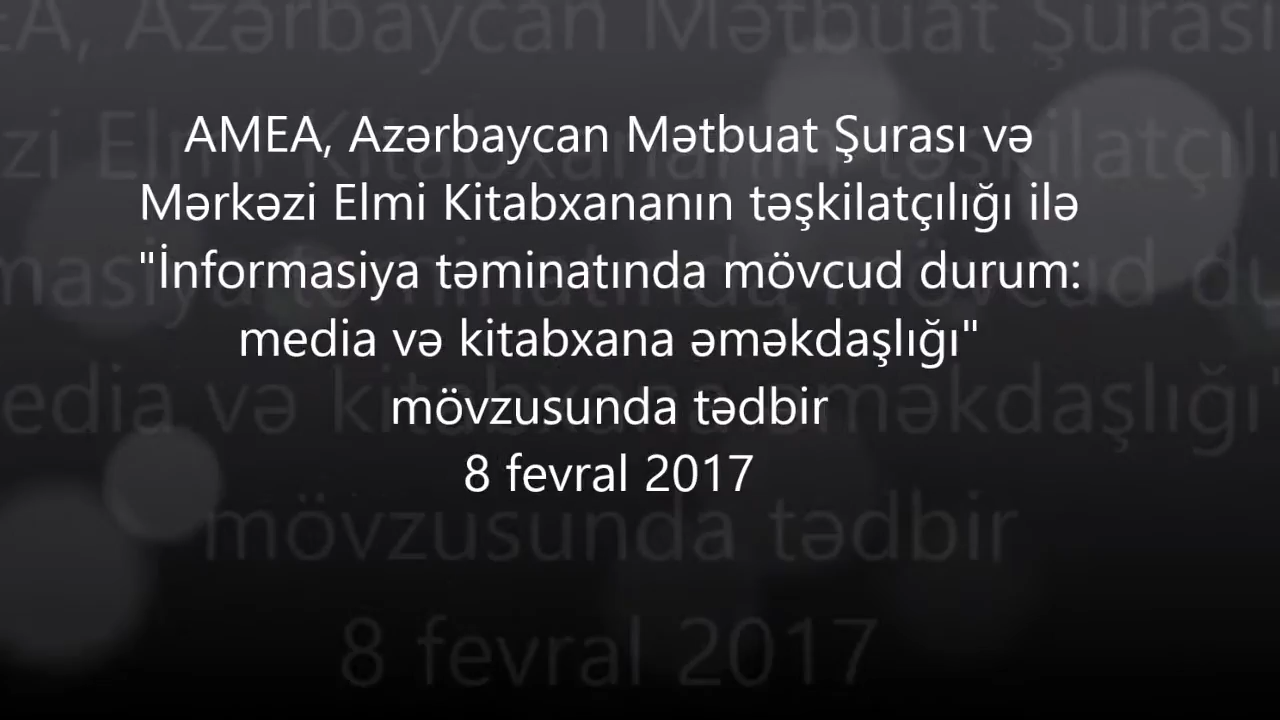 AMEA, Azərbaycan Mətbuat Şurası və
Mərkəzi Elmi Kitabxananın təşkilatçılığı ilə
"İnformasiya təminatında mövcud durum:
media və kitabxana əməkdaşlığı"
mövzusunda tədbir
8 fevral 2017